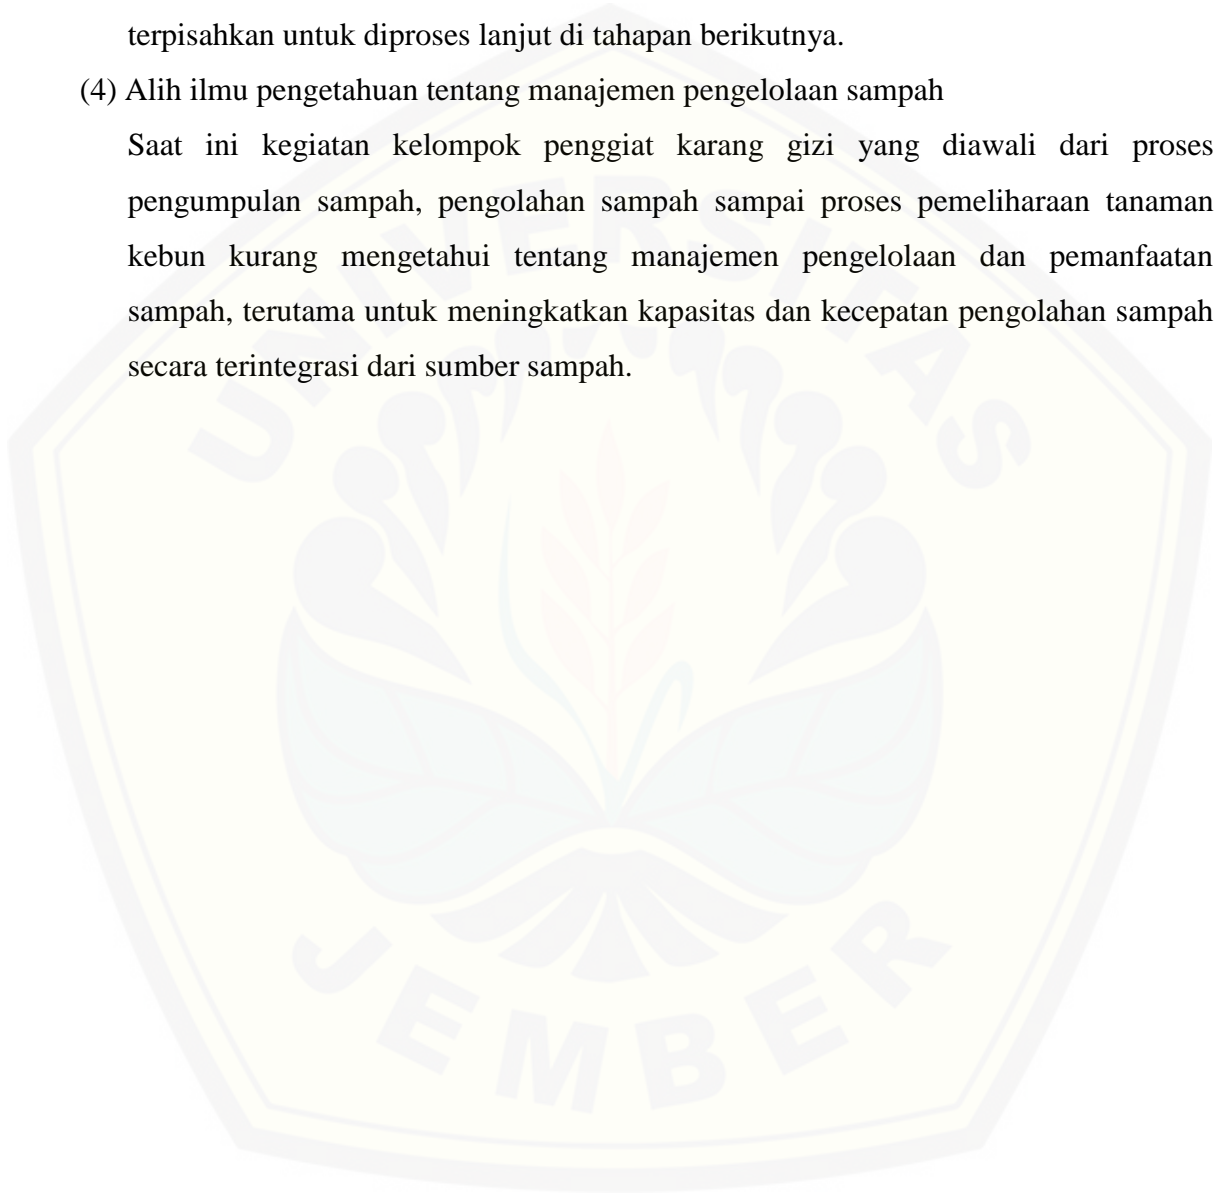 terpisahkan untuk diproses lanjut di tahapan berikutnya.
(4) Alih ilmu pengetahuan tentang manajemen pengelolaan sampah
Saat ini kegiatan kelompok penggiat karang gizi yang diawali dari proses
pengumpulan sampah, pengolahan sampah sampai proses pemeliharaan tanaman
kebun kurang mengetahui tentang manajemen pengelolaan dan pemanfaatan
sampah, terutama untuk meningkatkan kapasitas dan kecepatan pengolahan sampah
secara terintegrasi dari sumber sampah.
UNIVERSITAS
JEMBER